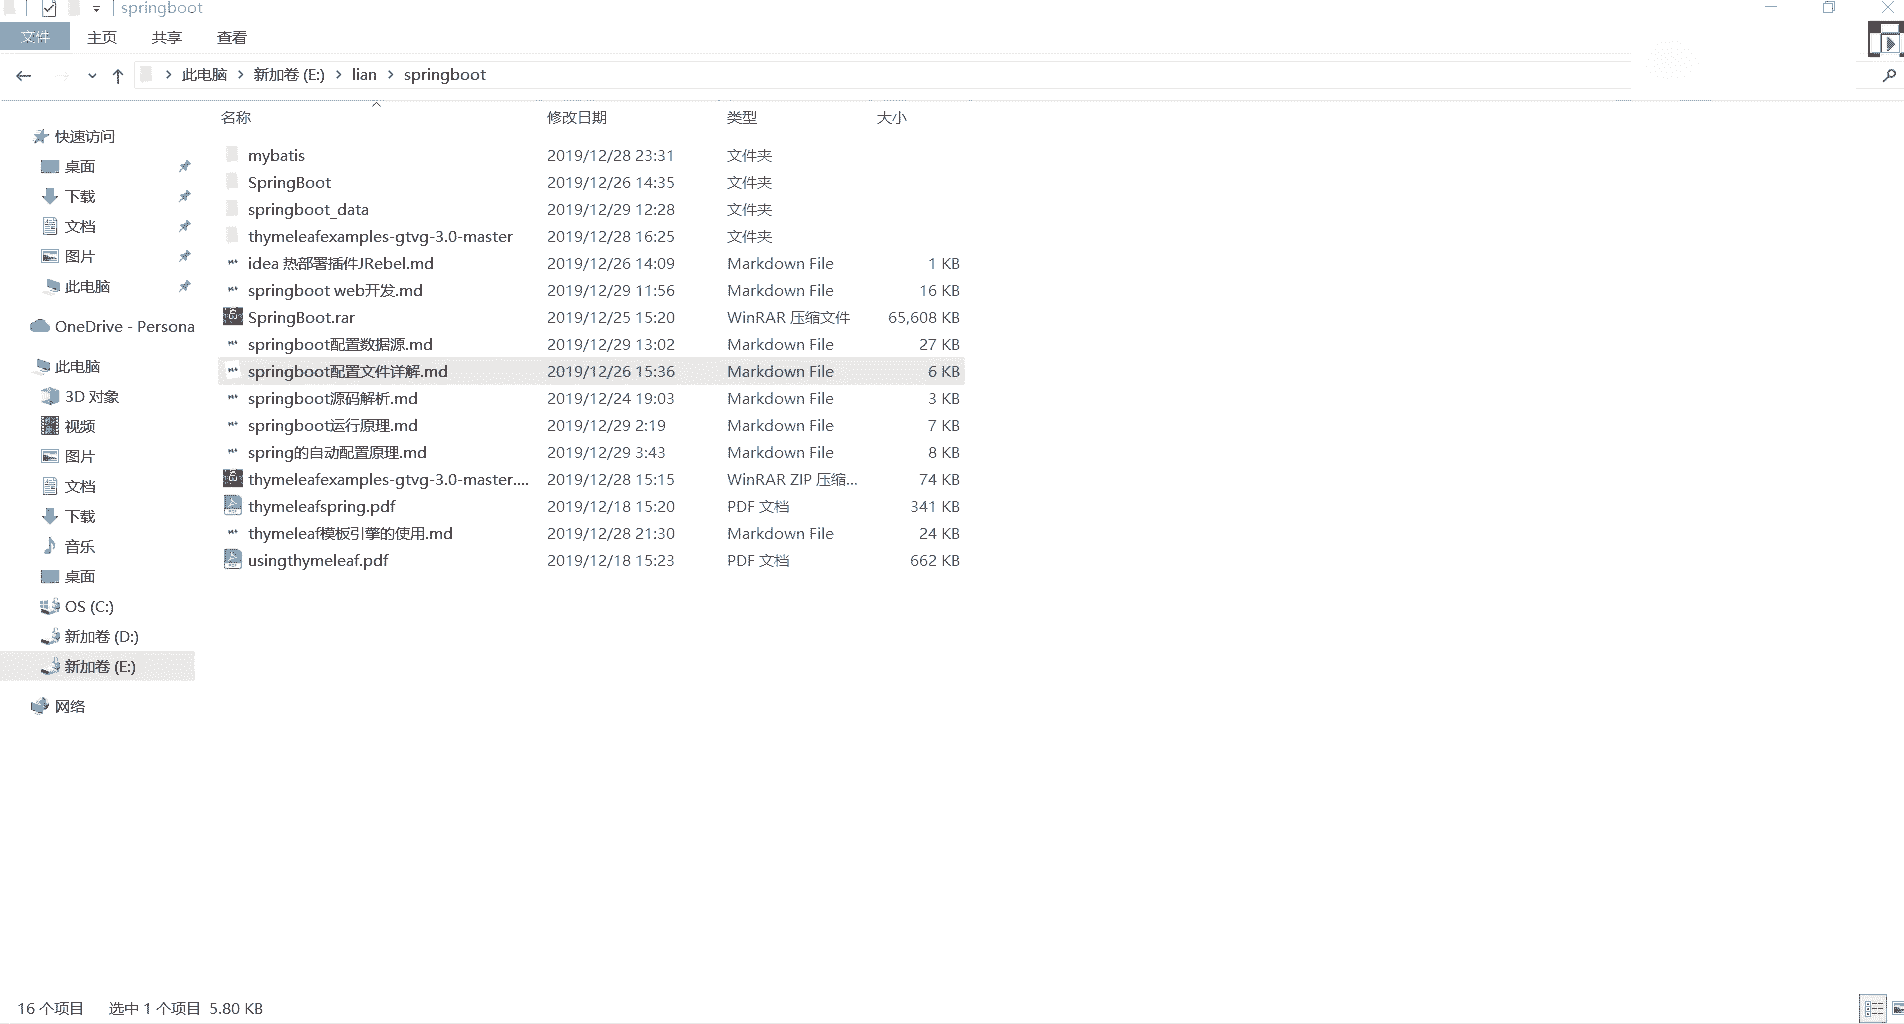 springboot
文件 主页 共享 查看
此电脑 > 新加卷 (E:) > lian > springboot
名称 修改日期 类型 大小
快速访问
桌面
下载
文档
图片
此电脑
OneDrive - Persona
此电脑
3D 对象
视频
图片
文档
下载
音乐
桌面
OS (C:)
新加卷 (D:)
新加卷 (E:)
网络
mybatis 2019/12/28 23:31 文件夹
SpringBoot 2019/12/26 14:35 文件夹
springboot_data 2019/12/29 12:28 文件夹
thymeleafexamples-gtvg-3.0-master 2019/12/28 16:25 文件夹
idea 热部署插件JRebel.md 2019/12/26 14:09 Markdown File 1 KB
springboot web开发.md 2019/12/29 11:56 Markdown File 16 KB
SpringBoot.rar 2019/12/25 15:20 WinRAR 压缩文件 65,608 KB
springboot配置数据源.md 2019/12/29 13:02 Markdown File 27 KB
springboot配置文件详解.md 2019/12/26 15:36 Markdown File 6 KB
springboot源码解析.md 2019/12/24 19:03 Markdown File 3 KB
springboot运行原理.md 2019/12/29 2:19 Markdown File 7 KB
spring的自动配置原理.md 2019/12/29 3:43 Markdown File 8 KB
thymeleafexamples-gtvg-3.0-master.... 2019/12/28 15:15 WinRAR ZIP 压缩... 74 KB
thymeleafspring.pdf 2019/12/18 15:20 PDF 文档 341 KB
thymeleaf模板引擎的使用.md 2019/12/28 21:30 Markdown File 24 KB
usingthymeleaf.pdf 2019/12/18 15:23 PDF 文档 662 KB
16 个项目 选中 1 个项目 5.80 KB